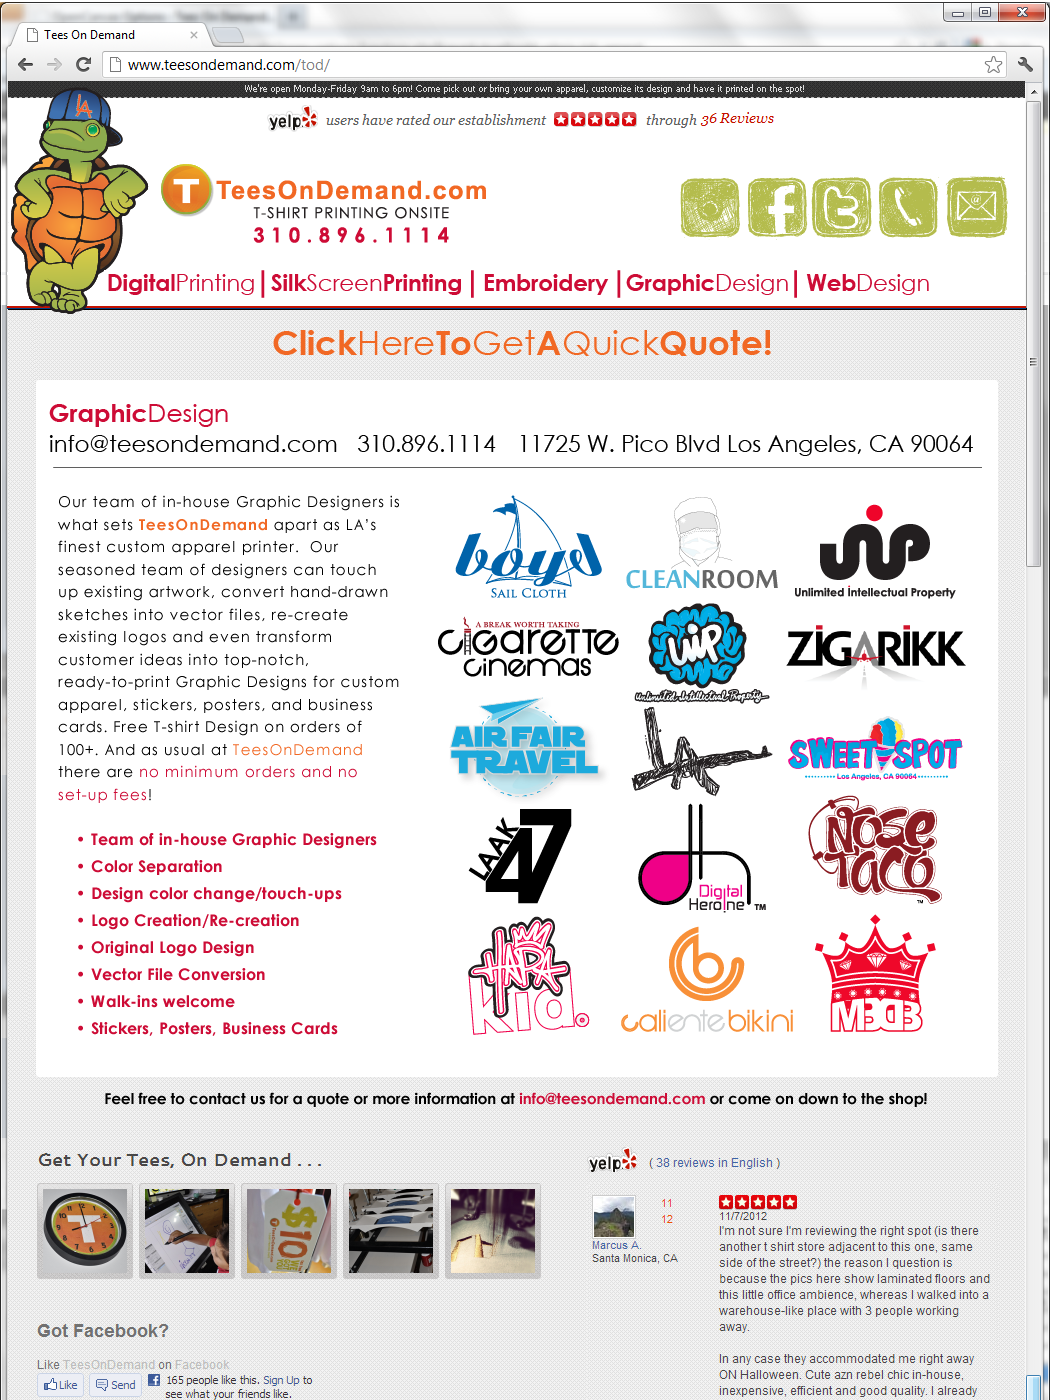 Tees On Demand
www.teesondemand.com/tod/
We're open Monday-Friday 9am to 6pm! Come pick out or bring your own apparel, customize its design and have it printed on the spot!
LA
yelp users have rated our establishment through 36 Reviews
T TeesOnDemand.com
T-SHIRT PRINTING ONSITE
310.896.1114
DigitalPrinting | SilkScreenPrinting | Embroidery | GraphicDesign | WebDesign
ClickHereToGetAQuickQuote!
GraphicDesign
info@teesondemand.com 310.896.1114 11725 W. Pico Blvd Los Angeles, CA 90064
Our team of in-house Graphic Designers is
what sets TeesOnDemand apart as LA's
finest custom apparel printer. Our
seasoned team of designers can touch
up existing artwork, convert hand-drawn
sketches into vector files, re-create
existing logos and even transform
customer ideas into top-notch,
ready-to-print Graphic Designs for custom
apparel, stickers, posters, and business
cards. Free T-shirt Design on orders of
100+. And as usual at TeesOnDemand
there are no minimum orders and no
set-up fees!
• Team of in-house Graphic Designers
• Color Separation
• Design color change/touch-ups
• Logo Creation/Re-creation
• Original Logo Design
• Vector File Conversion
• Walk-ins welcome
• Stickers, Posters, Business Cards
boyd
SAIL CLOTH
CLEANROOM
UIP
Unlimited Intellectual Property
A BREAK WORTH TAKING
cigarette
cinemas
UIP
Unlimited Intellectual Property
ZIGARIKK
AIR FAIR
TRAVEL
LA
SWEET SPOT
Los Angeles, CA 90064
LAAK
47
dh
Digital
Heroine ™
NOSE
TACO
™
HARA
kid.
b
calientebikini
M3DB
Feel free to contact us for a quote or more information at info@teesondemand.com or come on down to the shop!
Get Your Tees, On Demand . . .
T
$10
Got Facebook?
Like TeesOnDemand on Facebook
Like Send 165 people like this. Sign Up to
see what your friends like.
yelp ( 38 reviews in English )
11
12
Marcus A.
Santa Monica, CA
11/7/2012
I'm not sure I'm reviewing the right spot (is there
another t shirt store adjacent to this one, same
side of the street?) the reason I question is
because the pics here show laminated floors and
this little office ambience, whereas I walked into a
warehouse-like place with 3 people working
away.
In any case they accommodated me right away
ON Halloween. Cute azn rebel chic in-house,
inexpensive, efficient and good quality. I already